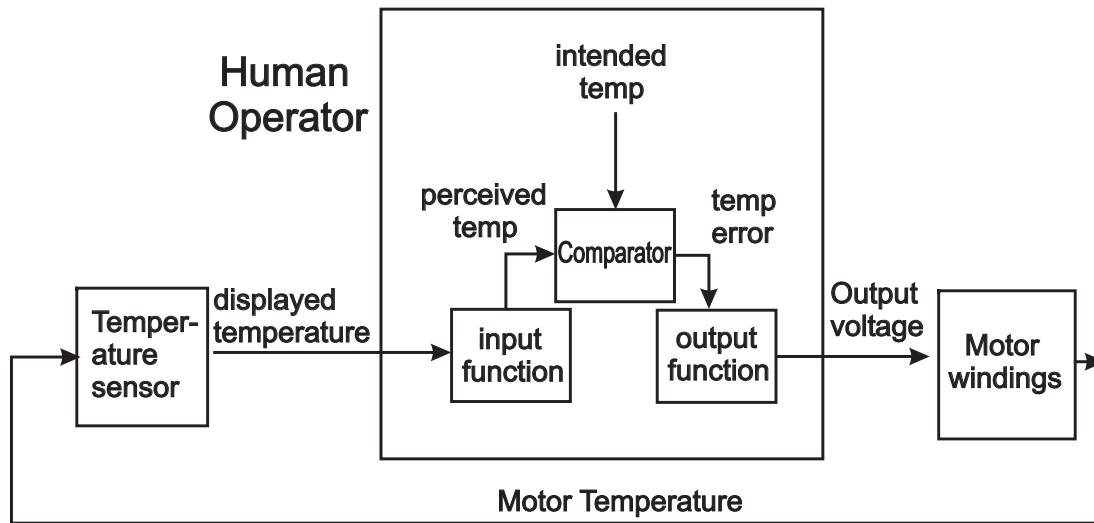 Human
Operator
intended
temp
perceived
temp
Comparator
temp
error
displayed
temperature
Temper-
ature
sensor
input
function
output
function
Output
voltage
Motor
windings
Motor Temperature